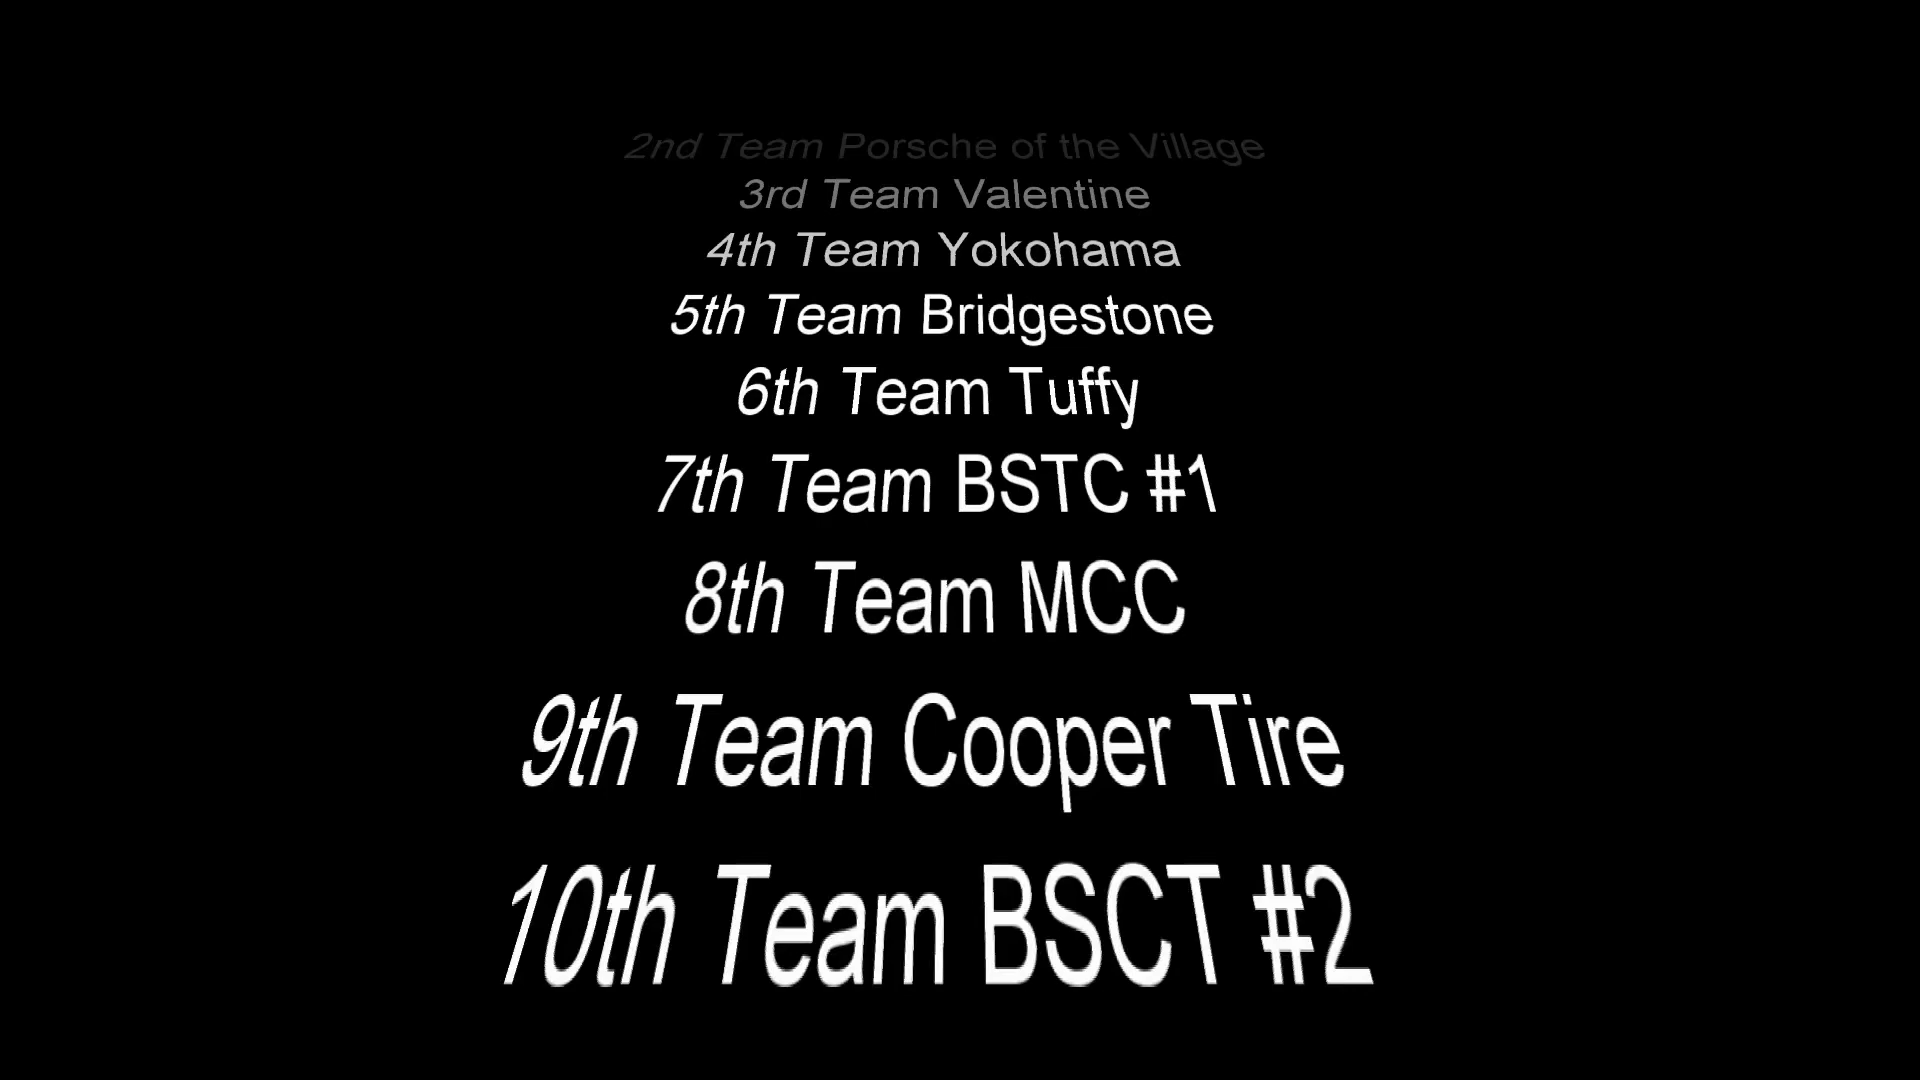 2nd Team Porsche of the Village
3rd Team Valentine
4th Team Yokohama
5th Team Bridgestone
6th Team Tuffy
7th Team BSTC #1
8th Team MCC
9th Team Cooper Tire
10th Team BSCT #2